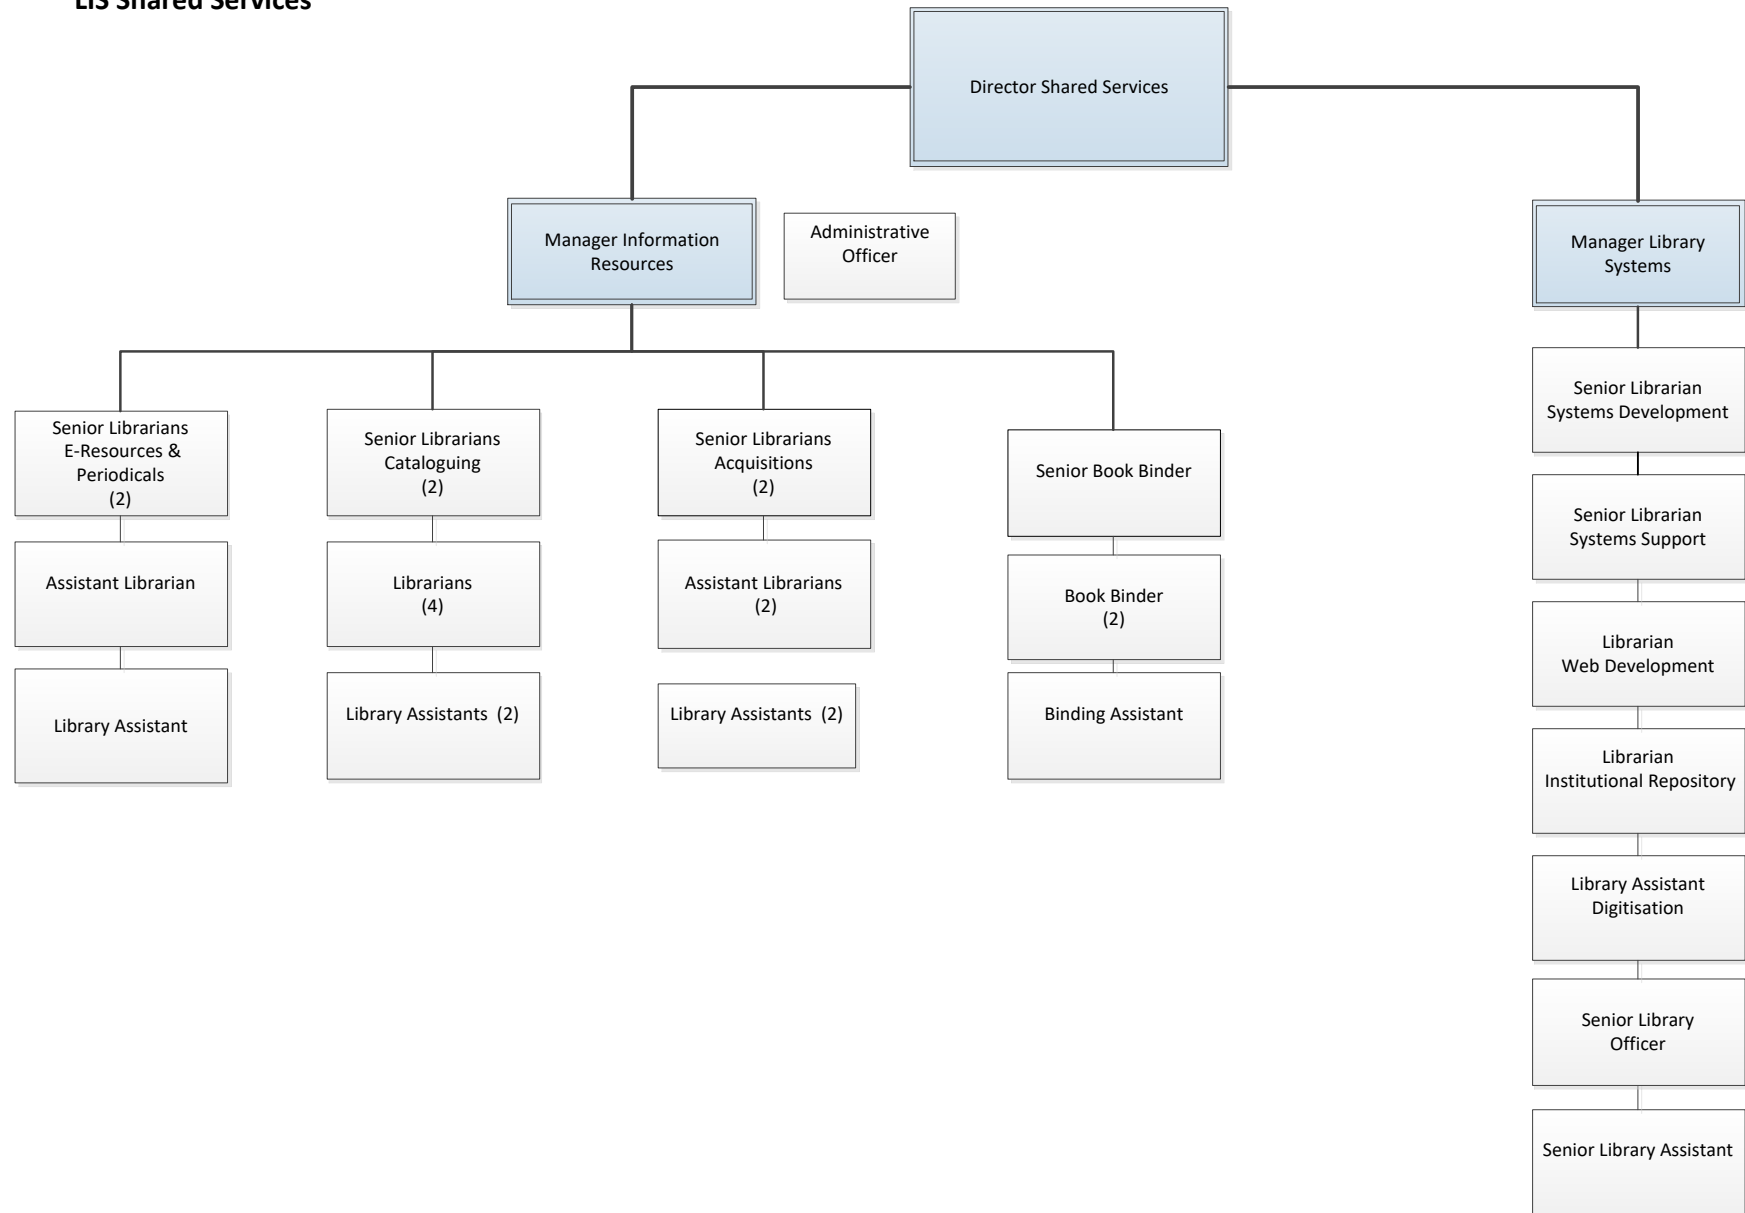 LIS Shared Services
Director Shared Services
Manager Information
Resources
Administrative
Officer
Manager Library
Systems
Senior Librarians
E-Resources &
Periodicals
(2)
Assistant Librarian
Library Assistant
Senior Librarians
Cataloguing
(2)
Librarians
(4)
Library Assistants (2)
Senior Librarians
Acquisitions
(2)
Assistant Librarians
(2)
Library Assistants (2)
Senior Book Binder
Book Binder
(2)
Binding Assistant
Senior Librarian
Systems Development
Senior Librarian
Systems Support
Librarian
Web Development
Librarian
Institutional Repository
Library Assistant
Digitisation
Senior Library
Officer
Senior Library Assistant